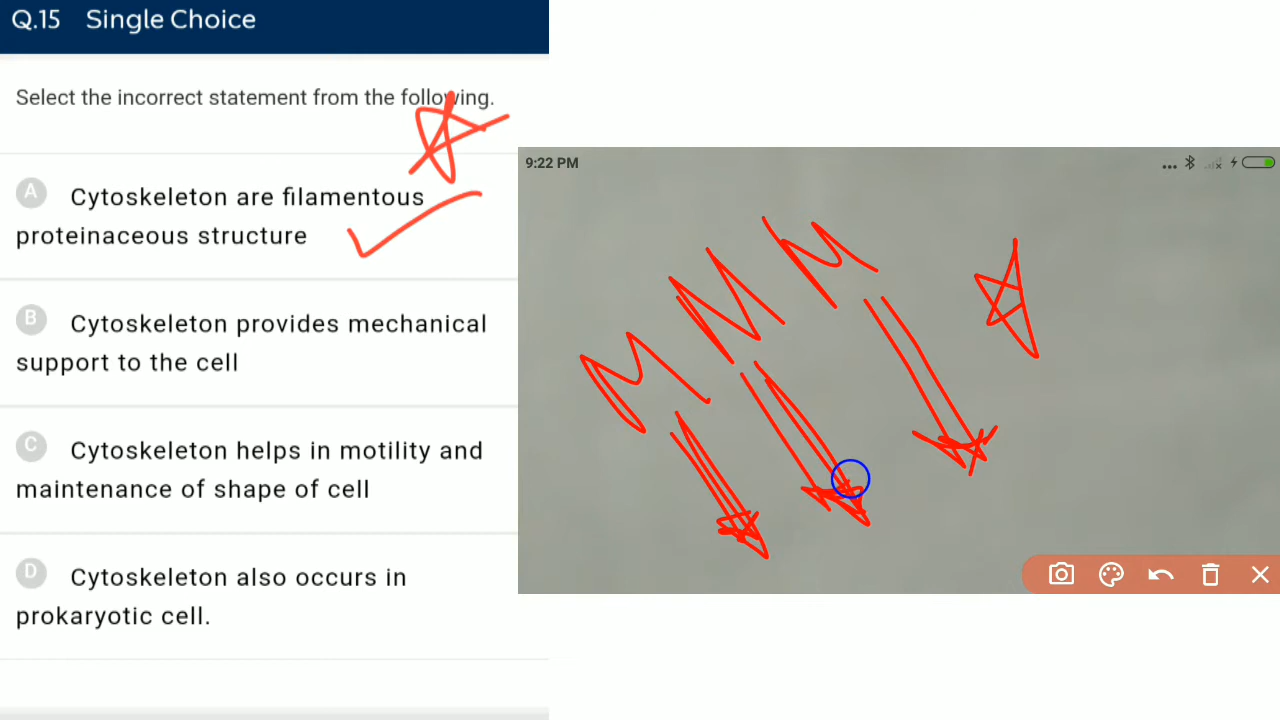 Q.15 Single Choice
Select the incorrect statement from the following.
A Cytoskeleton are filamentous
proteinaceous structure
B Cytoskeleton provides mechanical
support to the cell
C Cytoskeleton helps in motility and
maintenance of shape of cell
D Cytoskeleton also occurs in
prokaryotic cell.
9:22 PM
M M M